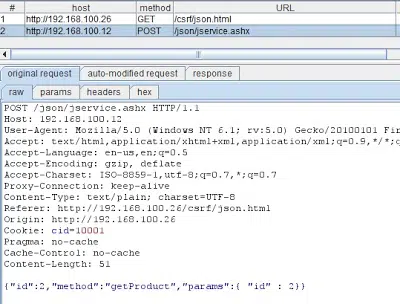 # host method URL
1 http://192.168.100.26 GET /csrf/json.html
2 http://192.168.100.12 POST /json/jservice.ashx
original request auto-modified request response
raw params headers hex
POST /json/jservice.ashx HTTP/1.1
Host: 192.168.100.12
User-Agent: Mozilla/5.0 (Windows NT 6.1; rv:5.0) Gecko/20100101 Fir
Accept: text/html,application/xhtml+xml,application/xml;q=0.9,*/*;q
Accept-Language: en-us,en;q=0.5
Accept-Encoding: gzip, deflate
Accept-Charset: ISO-8859-1,utf-8;q=0.7,*;q=0.7
Proxy-Connection: keep-alive
Content-Type: text/plain; charset=UTF-8
Referer: http://192.168.100.26/csrf/json.html
Origin: http://192.168.100.26
Cookie: cid=10001
Pragma: no-cache
Cache-Control: no-cache
Content-Length: 51
{"id":2,"method":"getProduct","params":{ "id" : 2}}